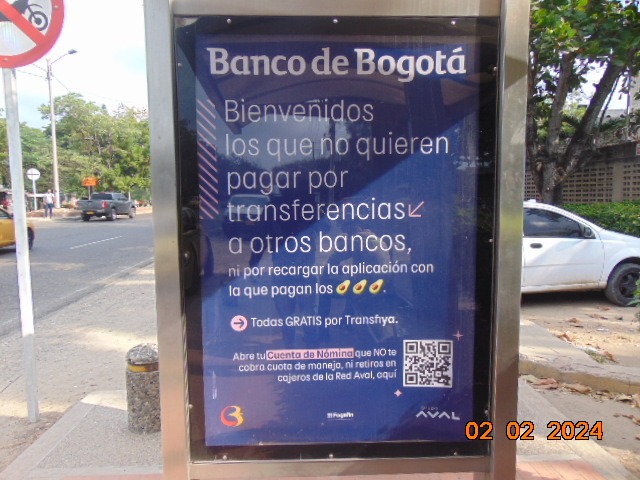 Banco de Bogotá
Bienvenidos
los que no quieren
pagar por
transferencias
a otros bancos,
ni por recargar la aplicación con
la que pagan los 🥑🥑🥑.
Todas GRATIS por Transfiya.
Abre tu Cuenta de Nómina que NO te
cobra cuota de manejo, ni retiros en
cajeros de la Red Aval, aquí
Fogafín
GRUPO
AVAL
02 02 2024